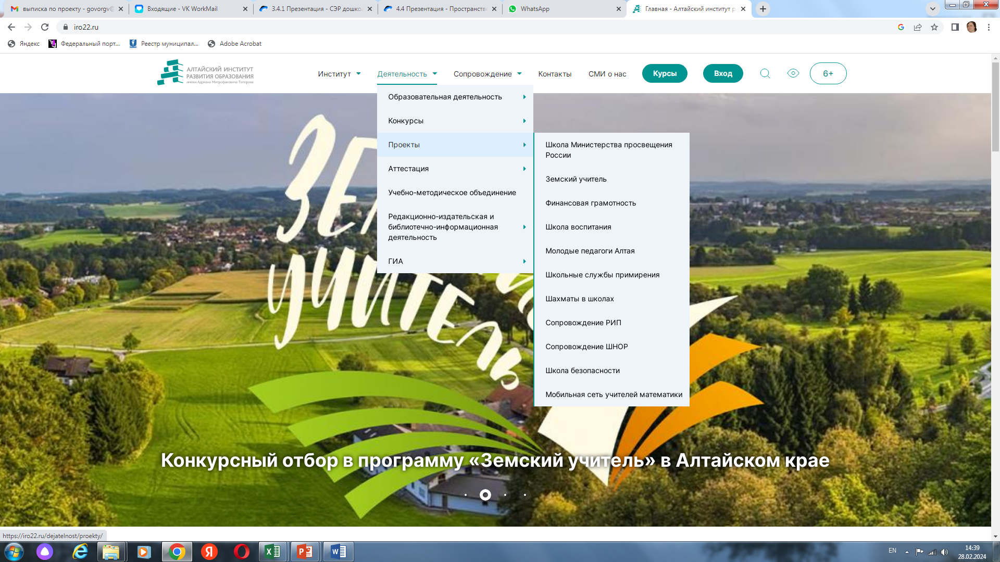 выписка по проекту - govorgv@
Входящие - VK WorkMail
3.4.1 Презентация - СЭР дошко
4.4 Презентация - Пространств
WhatsApp
Главная - Алтайский институт р
iro22.ru
Яндекс
Федеральный порт...
Реестр муниципал...
Adobe Acrobat
АЛТАЙСКИЙ ИНСТИТУТ
РАЗВИТИЯ ОБРАЗОВАНИЯ
имени Адриана Митрофановича Топорова
Институт
Деятельность
Сопровождение
Контакты
СМИ о нас
Курсы
Вход
6+
Образовательная деятельность
Конкурсы
Проекты
Аттестация
Учебно-методическое объединение
Редакционно-издательская и
библиотечно-информационная
деятельность
ГИА
Школа Министерства просвещения
России
Земский учитель
Финансовая грамотность
Школа воспитания
Молодые педагоги Алтая
Школьные службы примирения
Шахматы в школах
Сопровождение РИП
Сопровождение ШНОР
Школа безопасности
Мобильная сеть учителей математики
УЧИТЕЛЬ
Конкурсный отбор в программу «Земский учитель» в Алтайском крае
https://iro22.ru/dejatelnost/proekty/
EN
14:39
28.02.2024